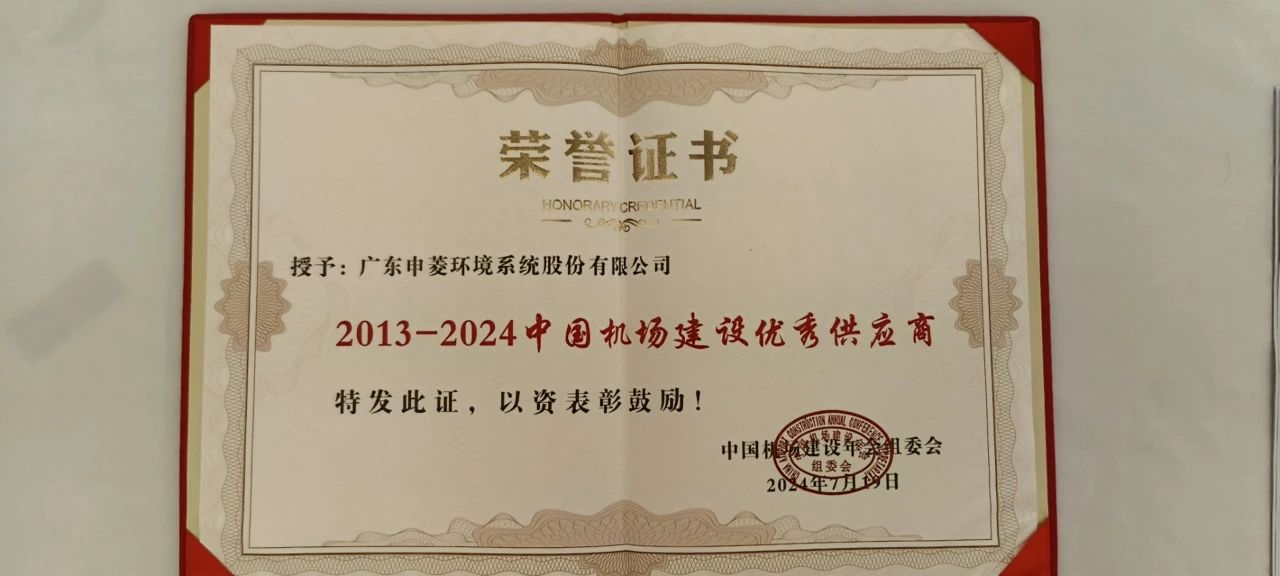 荣誉证书
HONORARY CREDENTIAL
授予：广东申菱环境系统股份有限公司
2013-2024中国机场建设优秀供应商
特发此证，以资表彰鼓励！
中国机场建设年会组委会
2024年7月19日
组委会